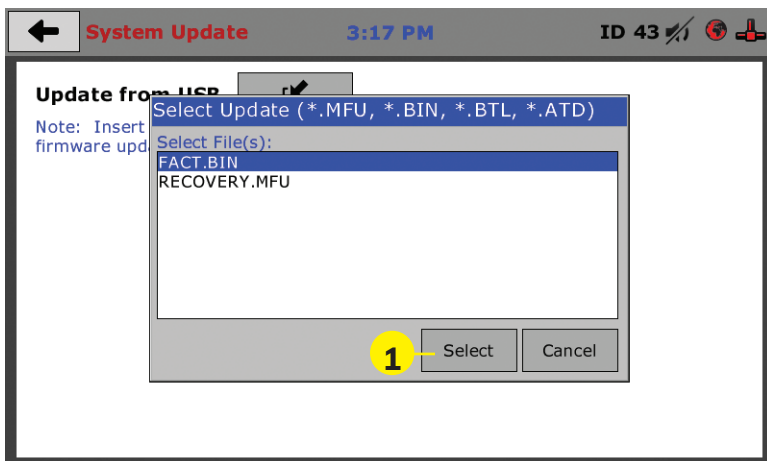 System Update 3:17 PM ID 43
Update from USB
Note: Insert
firmware upd
Select Update (*.MFU, *.BIN, *.BTL, *.ATD)
Select File(s):
FACT.BIN
RECOVERY.MFU
1 Select Cancel